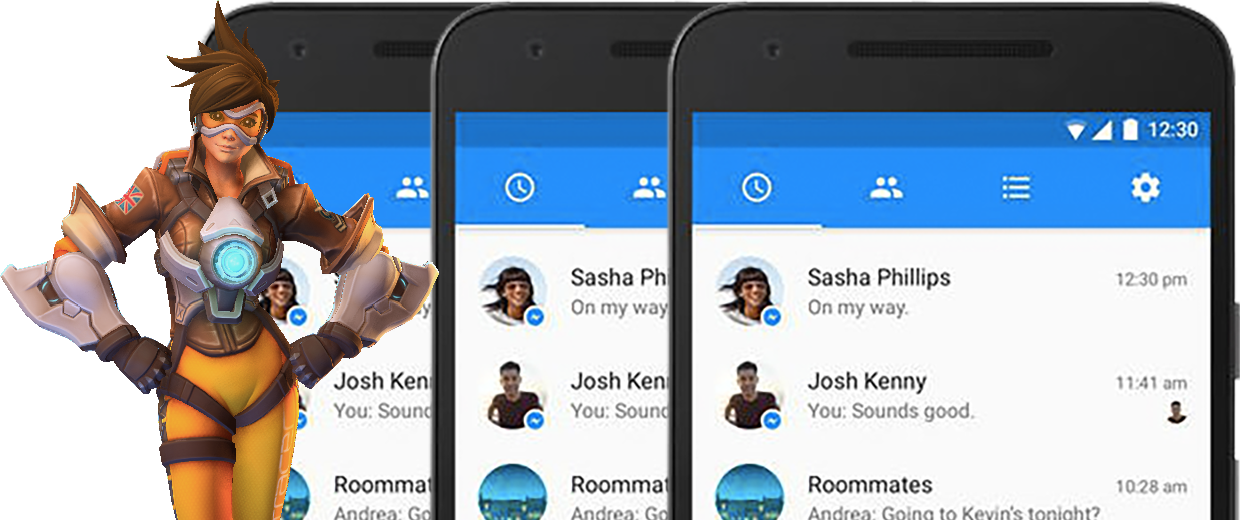 12:30
Sasha Phillips
12:30 pm
On my way.
Josh Kenny
11:41 am
You: Sounds good.
Roommates
10:28 am
Andrea: Going to Kevin's tonight?
Sasha Ph
On my way
Josh Ken
You: Sound
Roommat
Andrea: Go
Josh Ken
You: Sound
Roommat
Andrea: Go